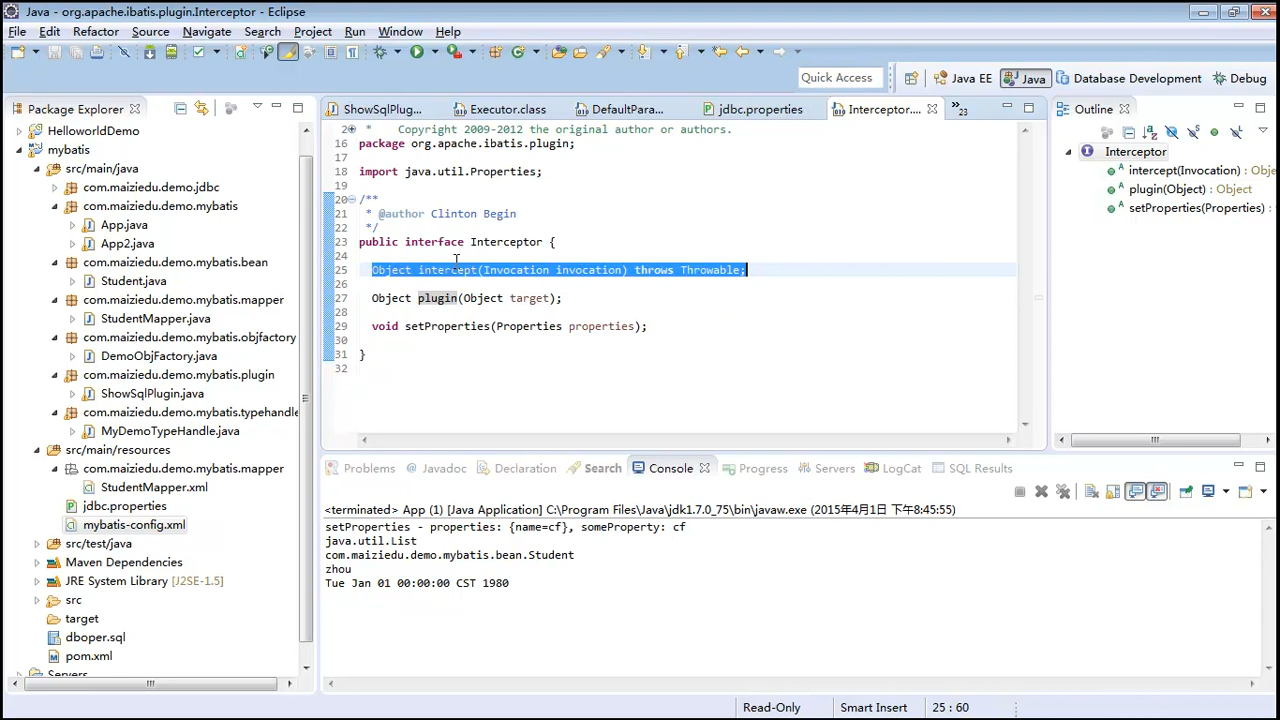 Java - org.apache.ibatis.plugin.Interceptor - Eclipse
File Edit Refactor Source Navigate Search Project Run Window Help
Quick Access Java EE Java Database Development Debug
Package Explorer
HelloworldDemo
mybatis
src/main/java
com.maiziedu.demo.jdbc
com.maiziedu.demo.mybatis
App.java
App2.java
com.maiziedu.demo.mybatis.bean
Student.java
com.maiziedu.demo.mybatis.mapper
StudentMapper.java
com.maiziedu.demo.mybatis.objfactory
DemoObjFactory.java
com.maiziedu.demo.mybatis.plugin
ShowSqlPlugin.java
com.maiziedu.demo.mybatis.typehandle
MyDemoTypeHandle.java
src/main/resources
com.maiziedu.demo.mybatis.mapper
StudentMapper.xml
jdbc.properties
mybatis-config.xml
src/test/java
Maven Dependencies
JRE System Library [J2SE-1.5]
src
target
dboper.sql
pom.xml
Servers
ShowSqlPlug... Executor.class DefaultPara... jdbc.properties Interceptor.... 23
2 * Copyright 2009-2012 the original author or authors.
16 package org.apache.ibatis.plugin;
17
18 import java.util.Properties;
19
20 /**
21 * @author Clinton Begin
22 */
23 public interface Interceptor {
24
25 Object intercept(Invocation invocation) throws Throwable;
26
27 Object plugin(Object target);
28
29 void setProperties(Properties properties);
30
31 }
32
Outline
Interceptor
intercept(Invocation) : Obje
plugin(Object) : Object
setProperties(Properties) :
Problems Javadoc Declaration Search Console Progress Servers LogCat SQL Results
<terminated> App (1) [Java Application] C:\Program Files\Java\jdk1.7.0_75\bin\javaw.exe (2015年4月1日 下午8:45:55)
setProperties - properties: {name=cf}, someProperty: cf
java.util.List
com.maiziedu.demo.mybatis.bean.Student
zhou
Tue Jan 01 00:00:00 CST 1980
Read-Only Smart Insert 25 : 60